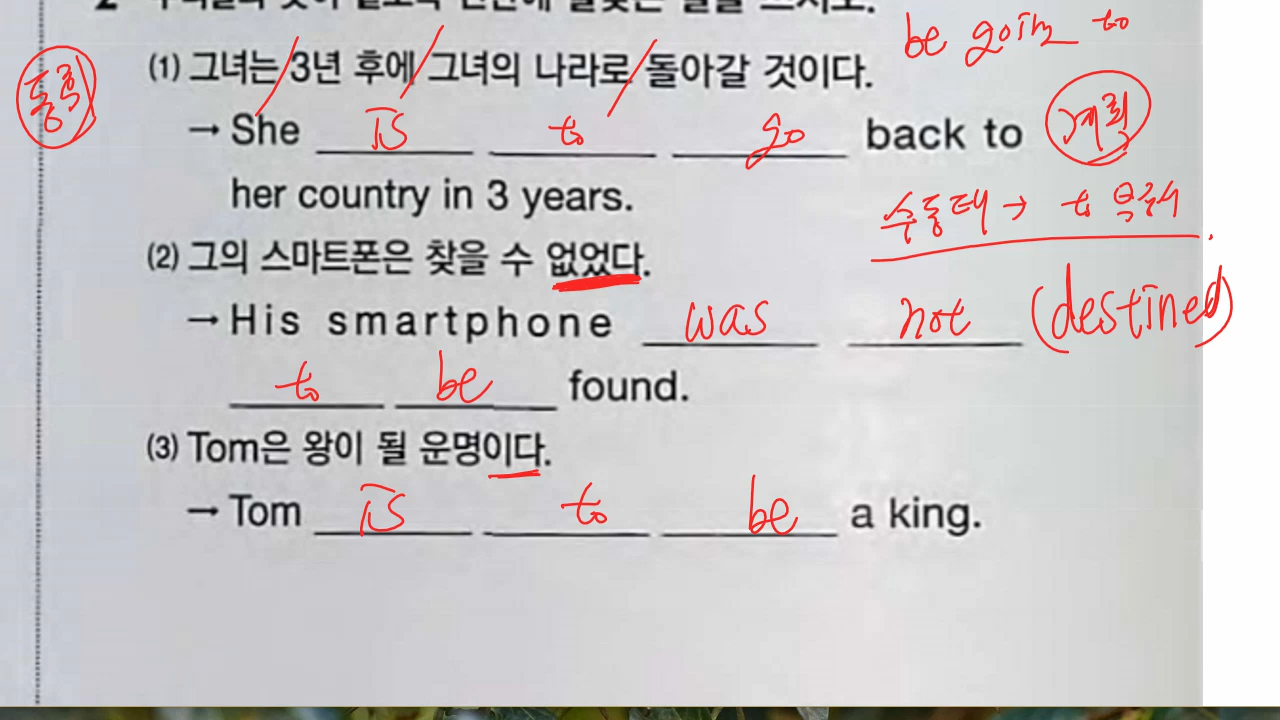 be going to
(1) 그녀는/3년 후에/그녀의 나라로/돌아갈 것이다.
→ She is to go back to
계획
her country in 3 years.
수동태 → to
(2) 그의 스마트폰은 찾을 수 없었다.
→ His smartphone was not (destined)
to be found.
(3) Tom은 왕이 될 운명이다.
→ Tom is to be a king.